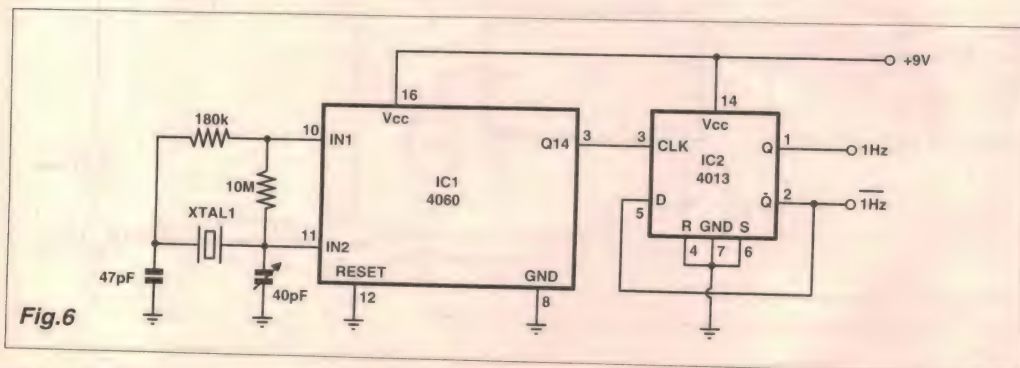 +9V
16
14
180k
10
Vcc
Vcc
IN1
Q14
3
3
CLK
Q
1
1Hz
IC1
4060
IC2
4013
10M
XTAL1
D
5
Q̅
2
1Hz
11
IN2
R
GND
S
4
7
6
47pF
40pF
RESET
12
GND
8
Fig.6